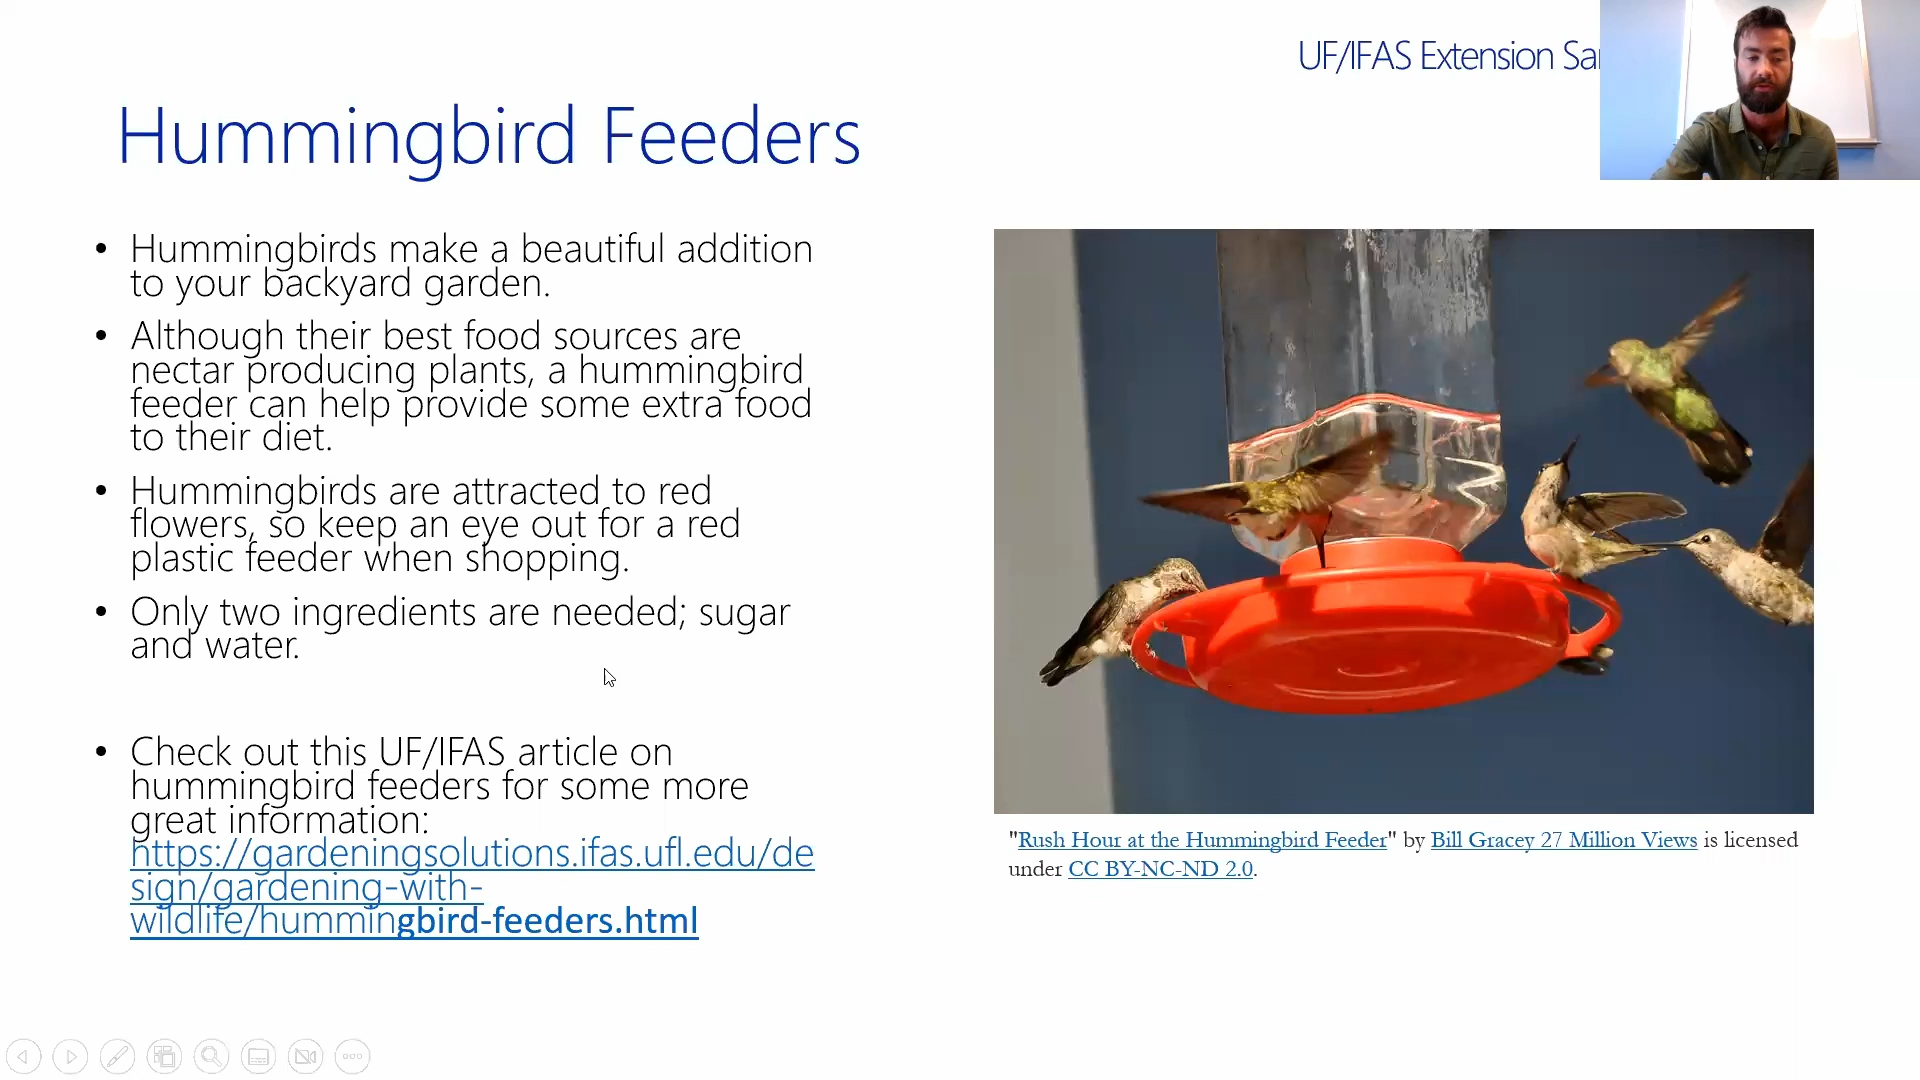 UF/IFAS Extension
Hummingbird Feeders
• Hummingbirds make a beautiful addition
to your backyard garden.
• Although their best food sources are
nectar producing plants, a hummingbird
feeder can help provide some extra food
to their diet.
• Hummingbirds are attracted to red
flowers, so keep an eye out for a red
plastic feeder when shopping.
• Only two ingredients are needed; sugar
and water.
• Check out this UF/IFAS article on
hummingbird feeders for some more
great information:
https://gardeningsolutions.ifas.ufl.edu/de
sign/gardening-with-
wildlife/hummingbird-feeders.html
"Rush Hour at the Hummingbird Feeder" by Bill Gracey 27 Million Views is licensed
under CC BY-NC-ND 2.0.